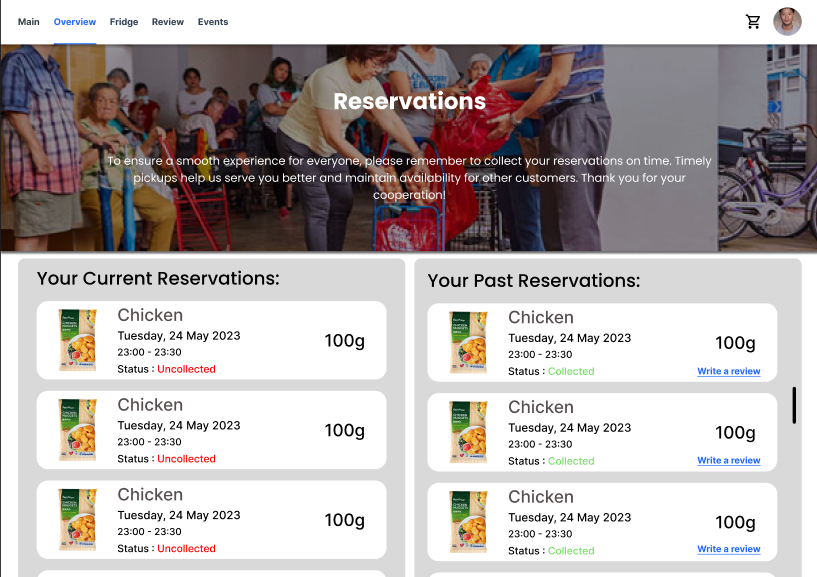 Main
Overview
Fridge
Review
Events
Reservations
To ensure a smooth experience for everyone, please remember to collect your reservations on time. Timely
pickups help us serve you better and maintain availability for other customers. Thank you for your
cooperation!
Your Current Reservations:
Chicken
Tuesday, 24 May 2023
23:00 - 23:30
Status : Uncollected
100g
Chicken
Tuesday, 24 May 2023
23:00 - 23:30
Status : Uncollected
100g
Chicken
Tuesday, 24 May 2023
23:00 - 23:30
Status : Uncollected
100g
Your Past Reservations:
Chicken
Tuesday, 24 May 2023
23:00 - 23:30
Status : Collected
100g
Write a review
Chicken
Tuesday, 24 May 2023
23:00 - 23:30
Status : Collected
100g
Write a review
Chicken
Tuesday, 24 May 2023
23:00 - 23:30
Status : Collected
100g
Write a review